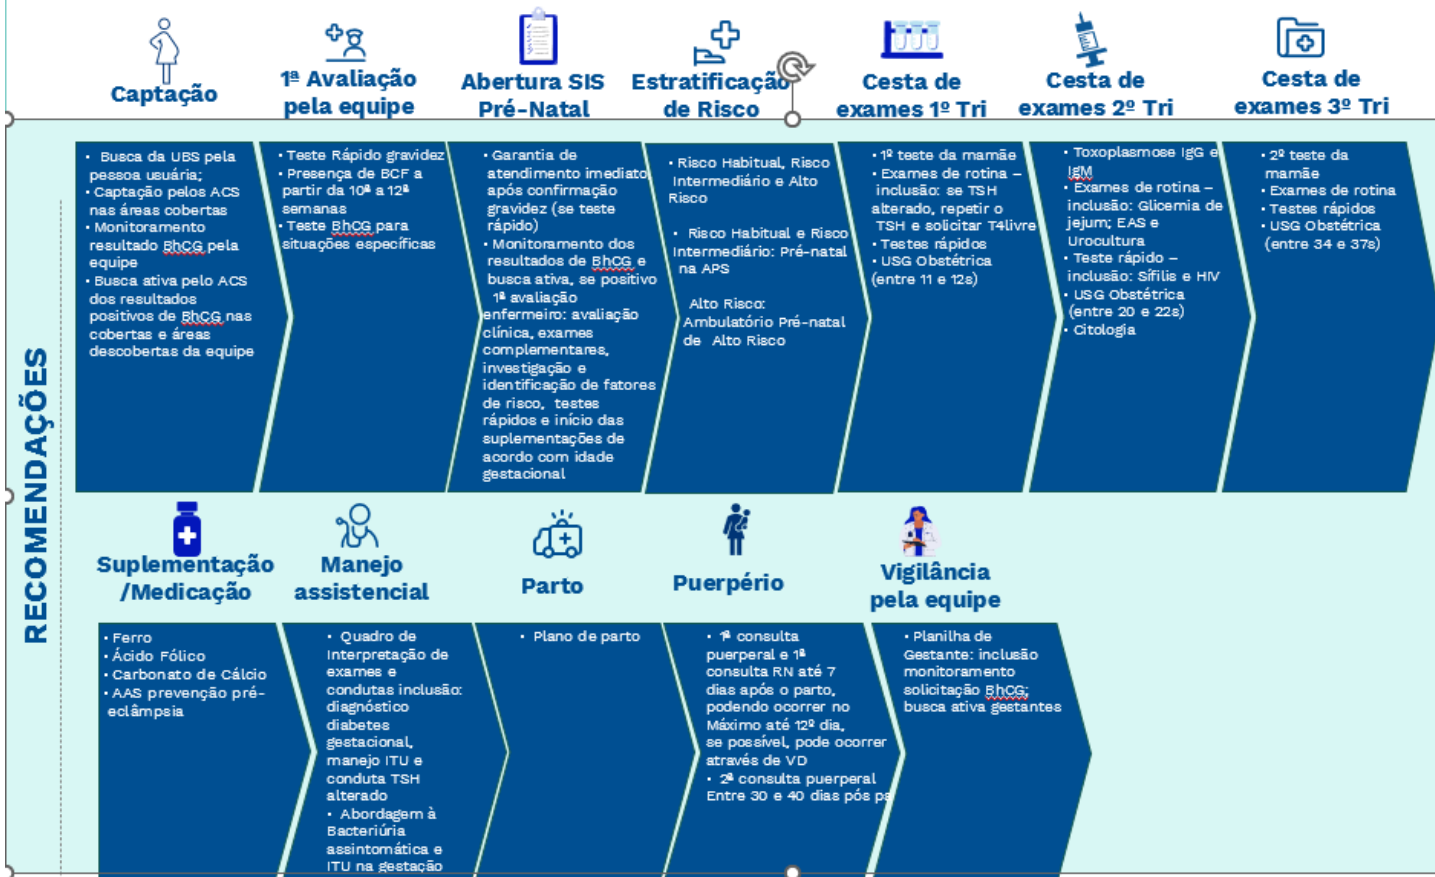 Captação
1ª Avaliação
pela equipe
Abertura SIS
Pré-Natal
Estratificação
de Risco
Cesta de
exames 1º Tri
Cesta de
exames 2º Tri
Cesta de
exames 3º Tri
RECOMENDAÇÕES
• Busca da UBS pela
pessoa usuária;
• Captação pelos ACS
nas áreas cobertas
• Monitoramento
resultado BhCG pela
equipe
• Busca ativa pelo ACS
dos resultados
positivos de BhCG nas
cobertas e áreas
descobertas da equipe
• Teste Rápido gravidez
• Presença de BCF a
partir da 10ª a 12ª
semanas
• Teste BhCG para
situações específicas
• Garantia de
atendimento imediato
após confirmação
gravidez (se teste
rápido)
• Monitoramento dos
resultados de BhCG e
busca ativa, se positivo
1ª avaliação
enfermeiro: avaliação
clínica, exames
complementares,
investigação e
identificação de fatores
de risco, testes
rápidos e início das
suplementações de
acordo com idade
gestacional
• Risco Habitual, Risco
Intermediário e Alto
Risco
• Risco Habitual e Risco
Intermediário: Pré-natal
na APS
Alto Risco:
Ambulatório Pré-natal
de Alto Risco
• 1º teste da mamãe
• Exames de rotina –
inclusão: se TSH
alterado, repetir o
TSH e solicitar T4livre
• Testes rápidos
• USG Obstétrica
(entre 11 e 12s)
• Toxoplasmose IgG e
IgM
• Exames de rotina –
inclusão: Glicemia de
jejum; EAS e
Urocultura
• Teste rápido –
inclusão: Sífilis e HIV
• USG Obstétrica
(entre 20 e 22s)
• Citologia
• 2º teste da
mamãe
• Exames de rotina
• Testes rápidos
• USG Obstétrica
(entre 34 e 37s)
Suplementação
/Medicação
Manejo
assistencial
Parto
Puerpério
Vigilância
pela equipe
• Ferro
• Ácido Fólico
• Carbonato de Cálcio
• AAS prevenção pré-
eclâmpsia
• Quadro de
Interpretação de
exames e
condutas inclusão:
diagnóstico
diabetes
gestacional,
manejo ITU e
conduta TSH
alterado
• Abordagem à
Bacteriúria
assintomática e
ITU na gestação
• Plano de parto
• 1ª consulta
puerperal e 1ª
consulta RN até 7
dias após o parto,
podendo ocorrer no
Máximo até 12º dia,
se possível, pode ocorrer
através de VD
• 2ª consulta puerperal
Entre 30 e 40 dias pós
• Planilha de
Gestante: inclusão
monitoramento
solicitação BhCG;
busca ativa gestantes